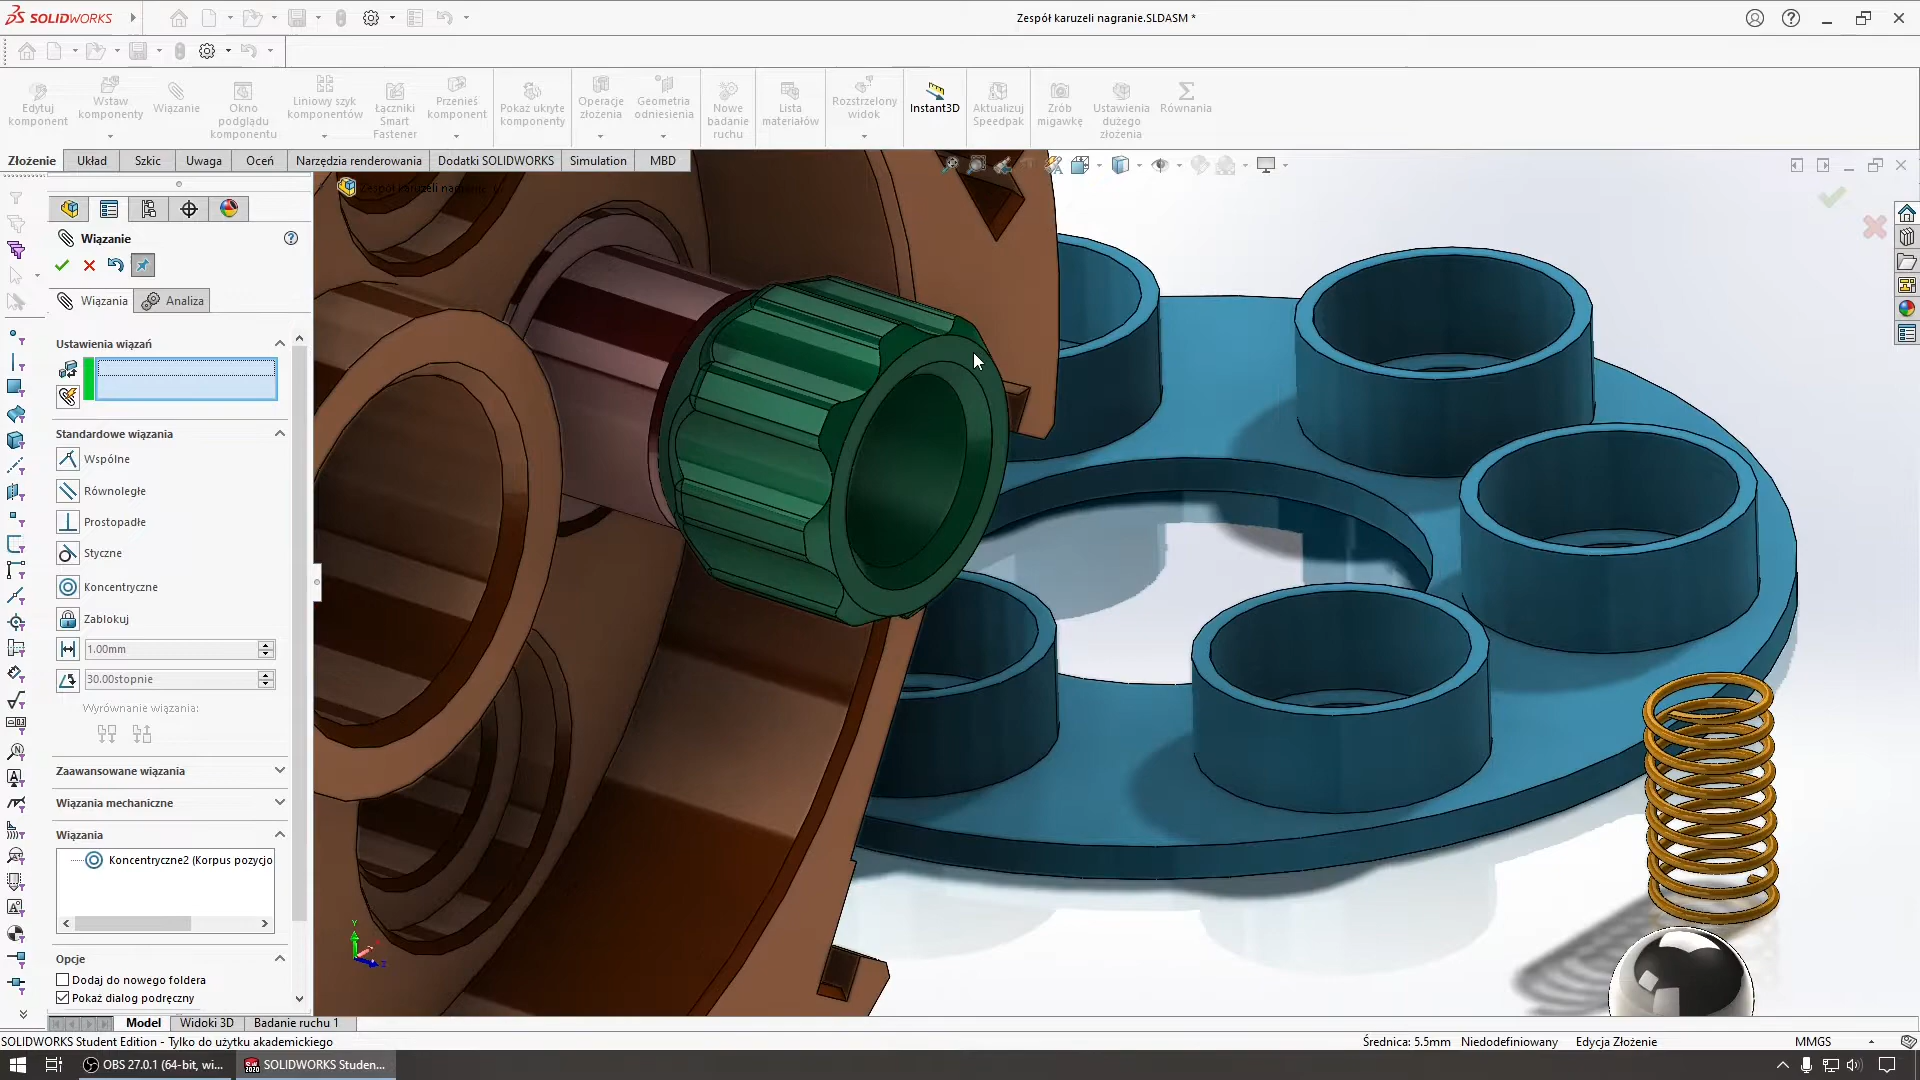 SOLIDWORKS
Zespół karuzeli nagranie.SLDASM *
Edytuj komponent
Wstaw komponenty
Wiązanie
Okno podglądu komponentu
Liniowy szyk komponentów
Łączniki Smart Fastener
Przenieś komponent
Pokaż ukryte komponenty
Operacje złożenia
Geometria odniesienia
Nowe badanie ruchu
Lista materiałów
Rozstrzelony widok
Instant3D
Aktualizuj Speedpak
Zrób migawkę
Ustawienia dużego złożenia
Równania
Złożenie
Układ
Szkic
Uwaga
Oceń
Narzędzia renderowania
Dodatki SOLIDWORKS
Simulation
MBD
Zespół karuzeli nagranie
Wiązanie
Wiązania
Analiza
Ustawienia wiązań
Standardowe wiązania
Wspólne
Równoległe
Prostopadłe
Styczne
Koncentryczne
Zablokuj
1.00mm
30.00stopnie
Wyrównanie wiązania:
Zaawansowane wiązania
Wiązania mechaniczne
Wiązania
Koncentryczne2 (Korpus pozycjo
Opcje
Dodaj do nowego foldera
Pokaż dialog podręczny
Y
Z
Model
Widoki 3D
Badanie ruchu 1
SOLIDWORKS Student Edition - Tylko do użytku akademickiego
Średnica: 5.5mm
Niedodefiniowany
Edycja Złożenie
MMGS
OBS 27.0.1 (64-bit, wi...
SOLIDWORKS Studen...